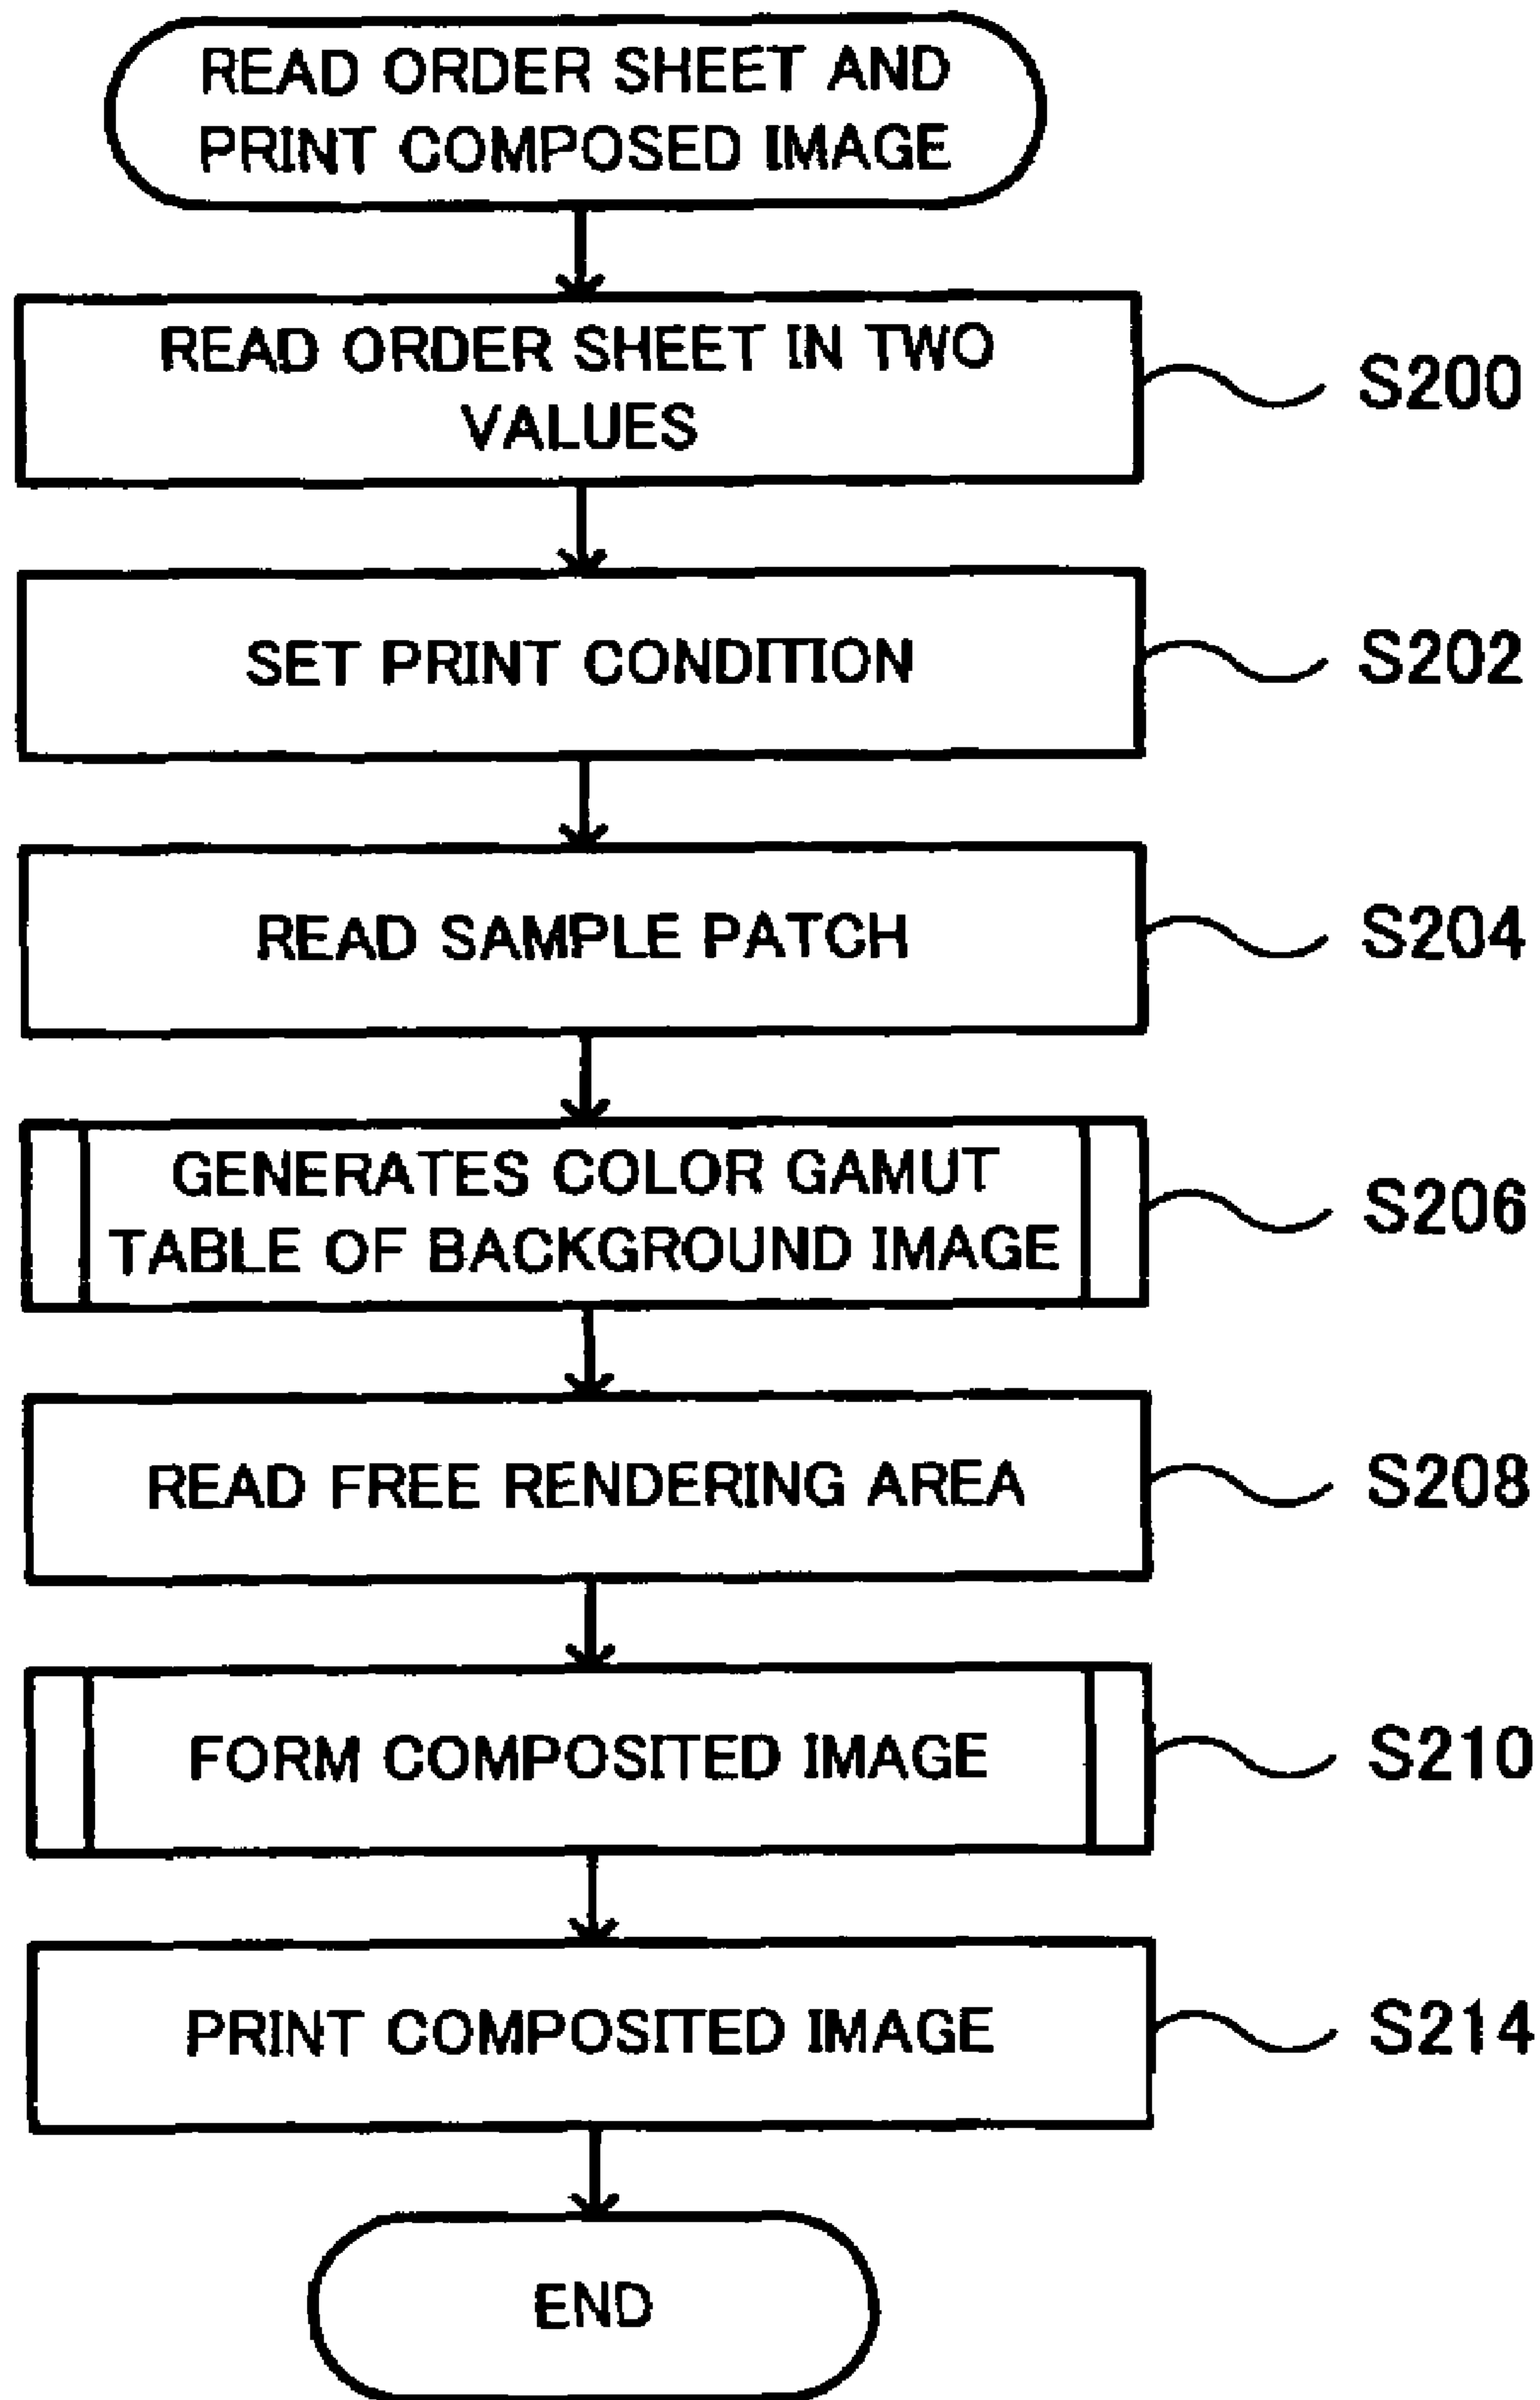 READ ORDER SHEET AND
PRINT COMPOSED IMAGE
READ ORDER SHEET IN TWO
VALUES
S200
SET PRINT CONDITION
S202
READ SAMPLE PATCH
S204
GENERATES COLOR GAMUT
TABLE OF BACKGROUND IMAGE
S206
READ FREE RENDERING AREA
S208
FORM COMPOSITED IMAGE
S210
PRINT COMPOSITED IMAGE
S214
END